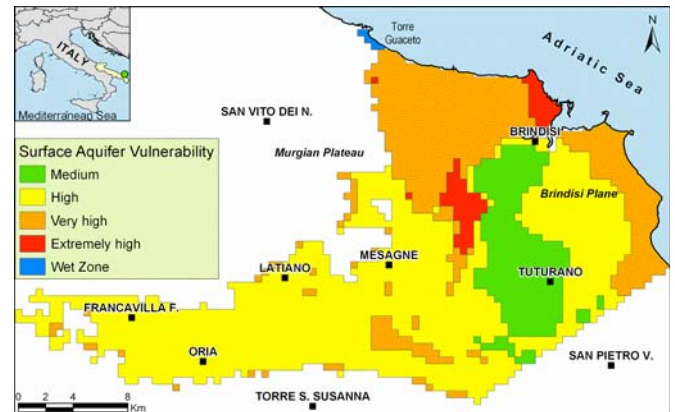 ITALY
Mediterranean Sea
Torre
Guaceto
Adriatic Sea
N
SAN VITO DEI N.
BRINDISI
Murgian Plateau
Surface Aquifer Vulnerability
Medium
High
Very high
Extremely high
Wet Zone
Brindisi Plane
MESAGNE
LATIANO
TUTURANO
FRANCAVILLA F.
ORIA
SAN PIETRO V.
TORRE S. SUSANNA
0 2 4 8
Km